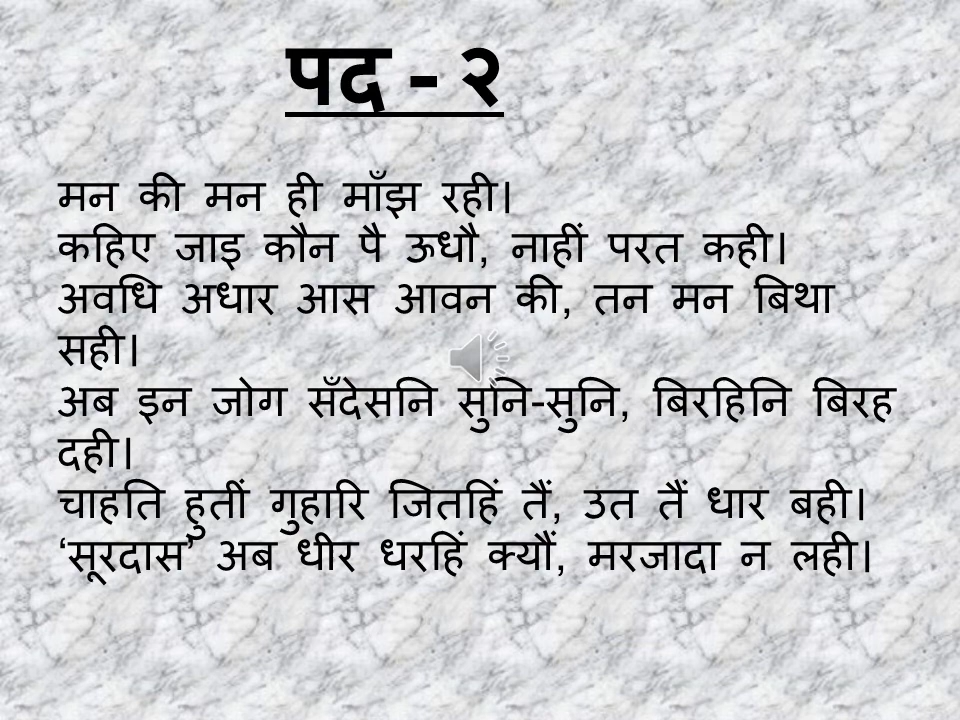 पद - २
मन की मन ही माँझ रही।
कहिए जाइ कौन पै ऊधौ, नाहीं परत कही।
अवधि अधार आस आवन की, तन मन बिथा
सही।
अब इन जोग सँदेसनि सुनि-सुनि, बिरहिनि बिरह
दही।
चाहति हुतीं गुहारि जितहिं तैं, उत तैं धार बही।
‘सूरदास’ अब धीर धरहिं क्यौं, मरजादा न लही।